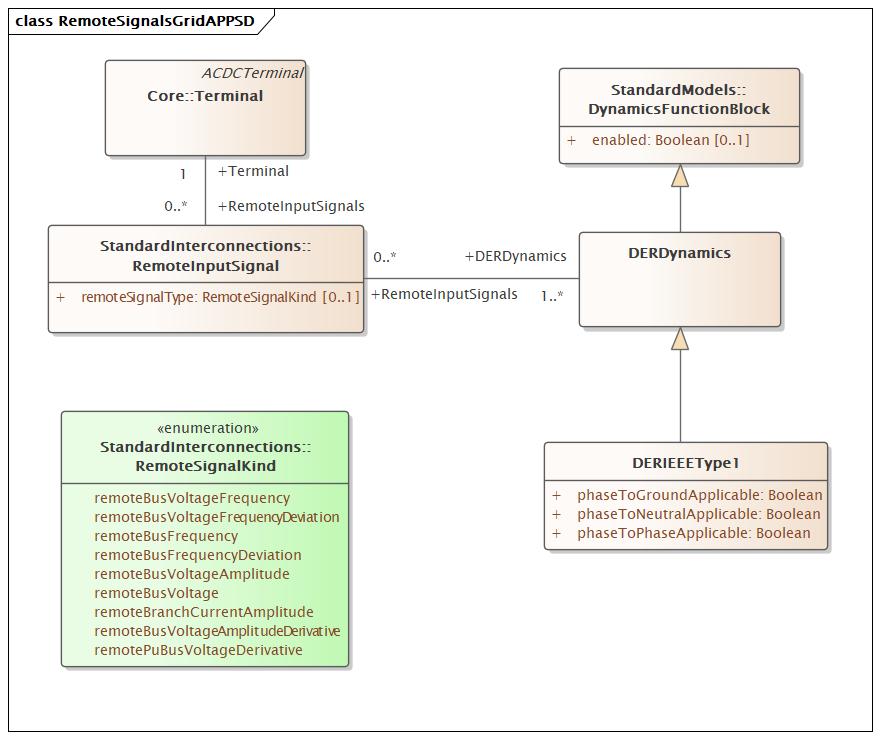 class RemoteSignalsGridAPPSD
ACDCTerminal
Core::Terminal
1
+Terminal
0..*
+RemoteInputSignals
StandardInterconnections::
RemoteInputSignal
+ remoteSignalType: RemoteSignalKind [0..1]
0..*
+DERDynamics
+RemoteInputSignals
1..*
StandardModels::
DynamicsFunctionBlock
+ enabled: Boolean [0..1]
DERDynamics
DERIEEEType1
+ phaseToGroundApplicable: Boolean
+ phaseToNeutralApplicable: Boolean
+ phaseToPhaseApplicable: Boolean
«enumeration»
StandardInterconnections::
RemoteSignalKind
remoteBusVoltageFrequency
remoteBusVoltageFrequencyDeviation
remoteBusFrequency
remoteBusFrequencyDeviation
remoteBusVoltageAmplitude
remoteBusVoltage
remoteBranchCurrentAmplitude
remoteBusVoltageAmplitudeDerivative
remotePuBusVoltageDerivative